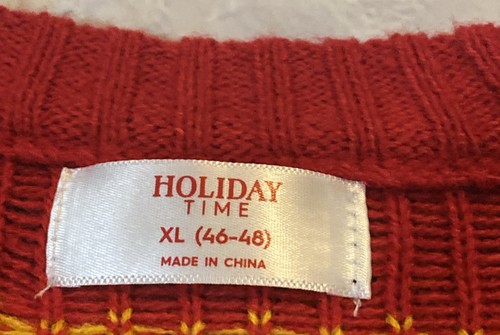 HOLIDAY
TIME
XL (46-48)
MADE IN CHINA